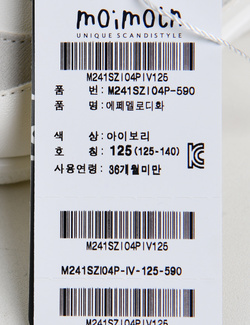 moimoln
UNIQUE SCANDISTYLE
M241SZI04PIV125
품 번: M241SZI04P-590
품 명: 에페멜로디화
색 상: 아이보리
호 칭: 125 (125-140)
사용연령: 36개월미만
M241SZI04PIV125
M241SZI04P-IV-125-590
M241SZI04PIV125